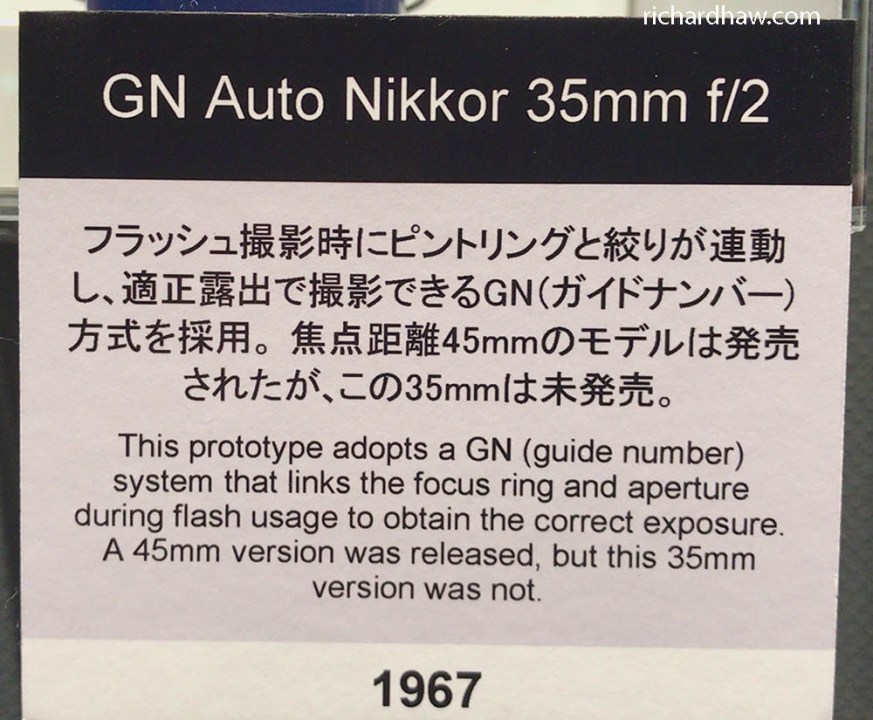 richardhaw.com
GN Auto Nikkor 35mm f/2
フラッシュ撮影時にピントリングと絞りが連動
し、適正露出で撮影できるGN(ガイドナンバー)
方式を採用。焦点距離45mmのモデルは発売
されたが、この35mmは未発売。
This prototype adopts a GN (guide number)
system that links the focus ring and aperture
during flash usage to obtain the correct exposure.
A 45mm version was released, but this 35mm
version was not.
1967